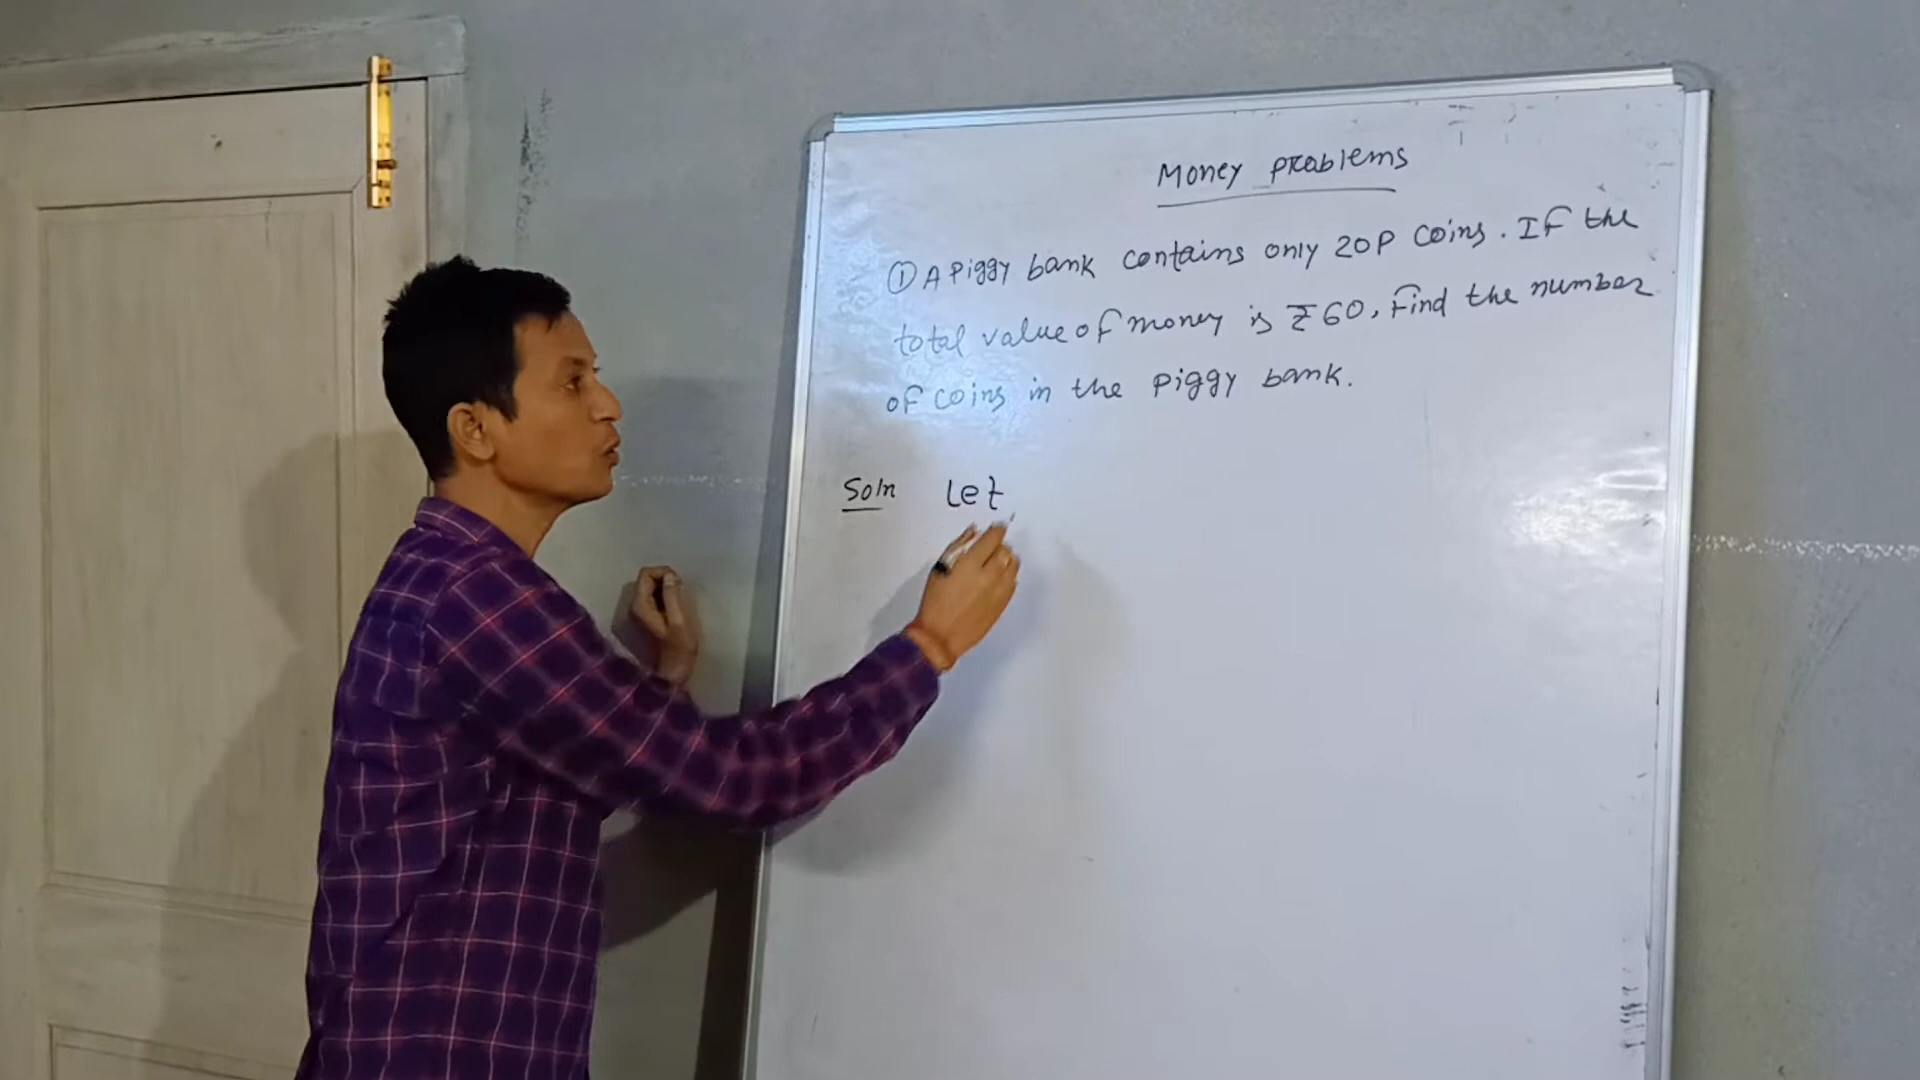 Money problems
① A piggy bank contains only 20P coins. If the
total value of money is ₹60, Find the number
of coins in the piggy bank.
Soln Let